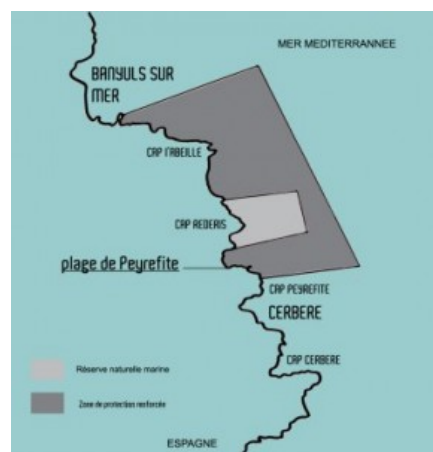 MER MEDITERRANNEE
BANYULS SUR
MER
CAP l'ABEILLE
CAP REDERIS
plage de Peyrefite
CAP PEYREFITE
CERBERE
CAP CERBERE
Réserve naturelle marine
Zone de protection renforcée
ESPAGNE